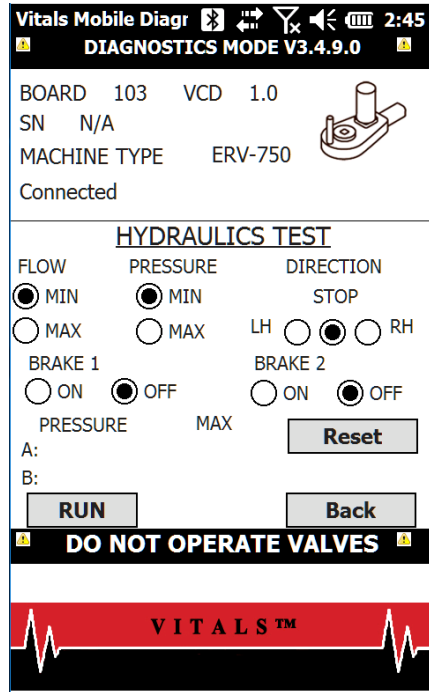 Vitals Mobile Diagr 2:45
DIAGNOSTICS MODE V3.4.9.0
BOARD 103 VCD 1.0
SN N/A
MACHINE TYPE ERV-750
Connected
HYDRAULICS TEST
FLOW PRESSURE DIRECTION
MIN MIN STOP
MAX MAX LH RH
BRAKE 1 BRAKE 2
ON OFF ON OFF
PRESSURE MAX Reset
A:
B:
RUN Back
DO NOT OPERATE VALVES
VITALS™